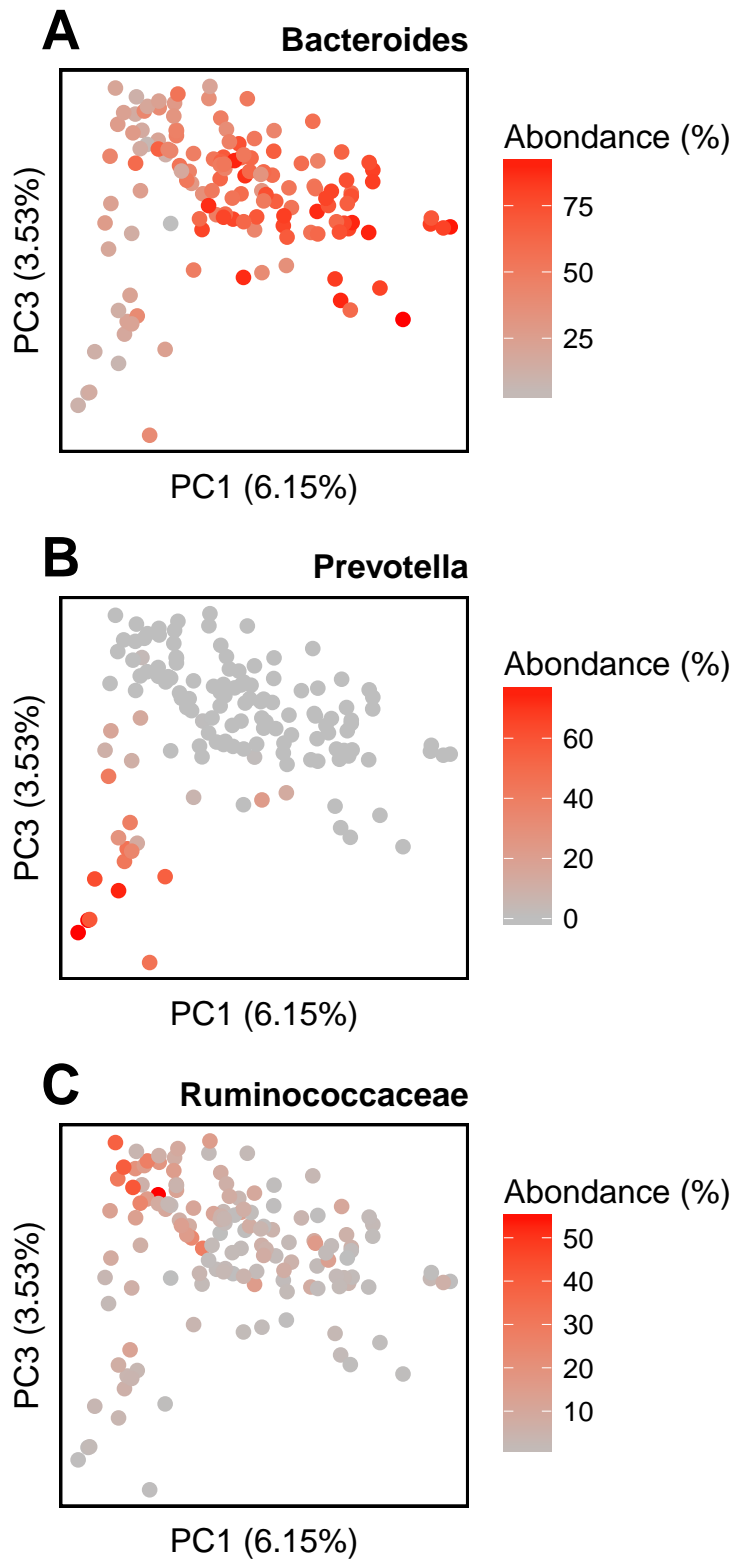 A
Bacteroides
PC3 (3.53%)
PC1 (6.15%)
Abondance (%)
75
50
25
B
Prevotella
PC3 (3.53%)
PC1 (6.15%)
Abondance (%)
60
40
20
0
C
Ruminococcaceae
PC3 (3.53%)
PC1 (6.15%)
Abondance (%)
50
40
30
20
10